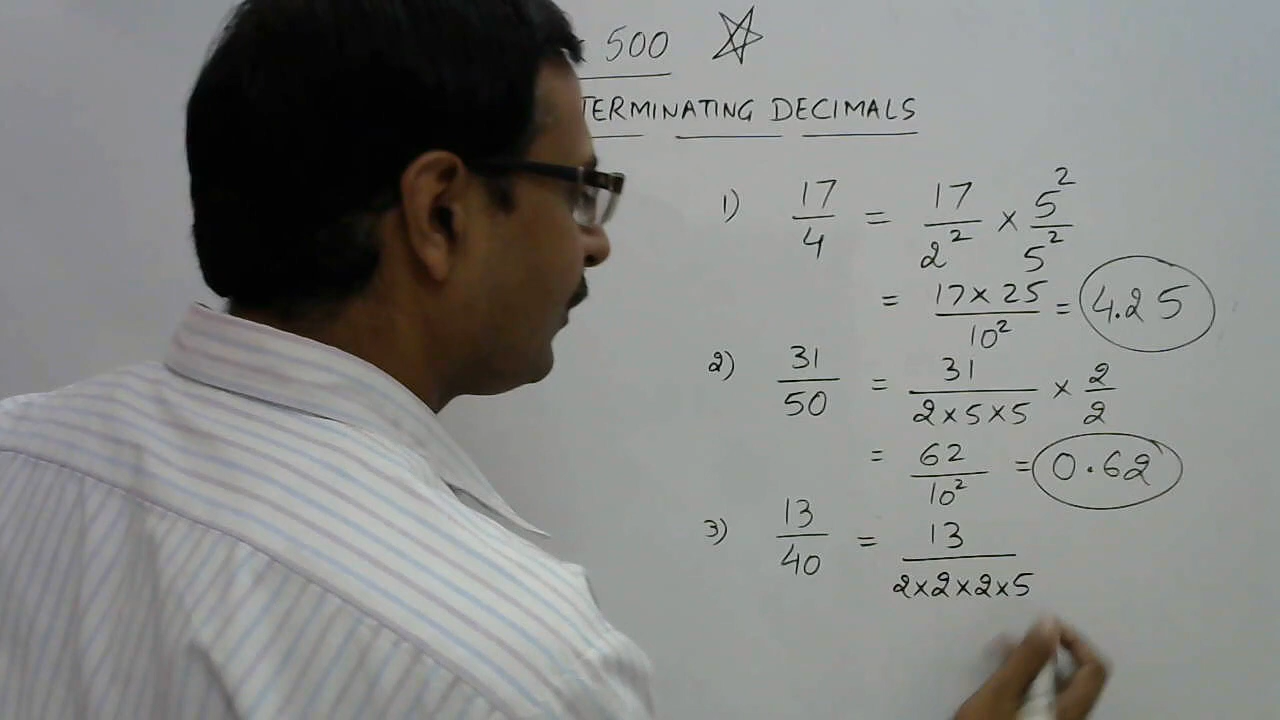 500
TERMINATING DECIMALS
1) 17/4 = 17/2² × 5²/5²
= 17×25/10² = 4.25
2) 31/50 = 31/2×5×5 × 2/2
= 62/10² = 0.62
3) 13/40 = 13/2×2×2×5